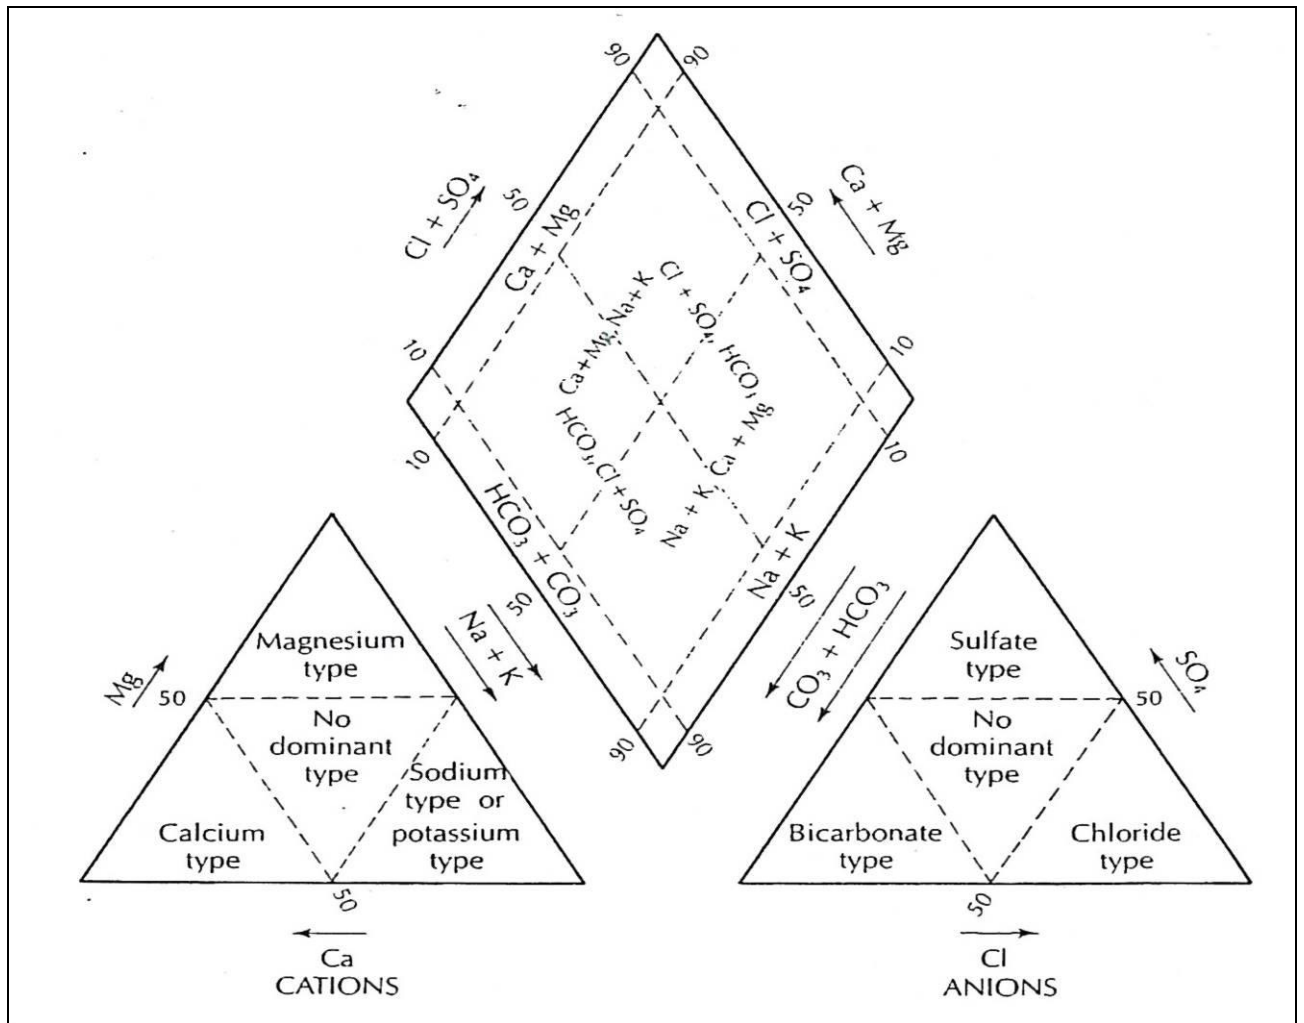 90
90
Cl + SO₄
50
Ca + Mg
Cl + SO₄
50
Ca + Mg
Ca+Mg, Na+K
Cl + SO₄, HCO₃
10
10
HCO₃, Cl + SO₄
Na + K, Ca + Mg
10
10
HCO₃ + CO₃
Na + K
50
50
Na + K
CO₃ + HCO₃
90
90
Mg
50
Magnesium
type
No
dominant
type
Sodium
type or
potassium
type
Calcium
type
50
Ca
CATIONS
SO₄
50
Sulfate
type
No
dominant
type
Bicarbonate
type
Chloride
type
50
Cl
ANIONS